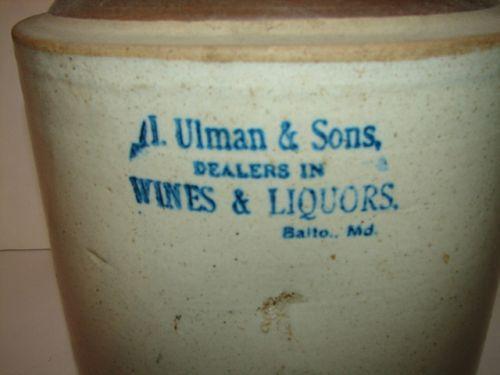 M. Ulman & Sons,
DEALERS IN
WINES & LIQUORS.
Balto., Md.